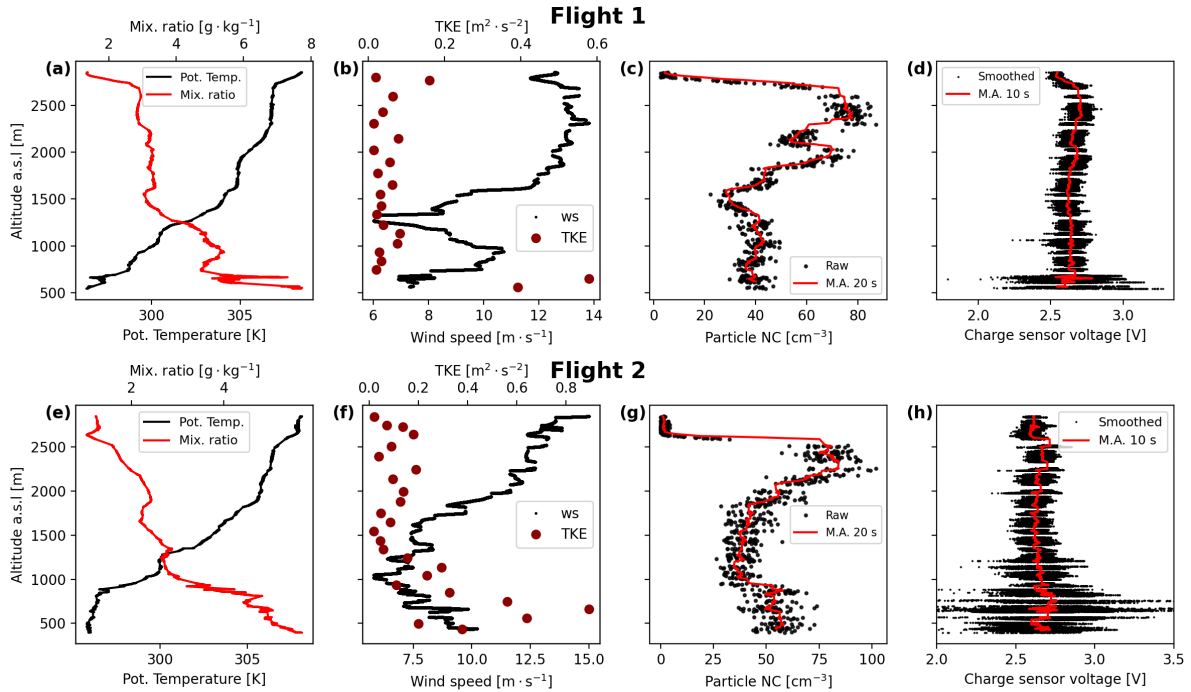 Flight 1
Mix. ratio [g · kg⁻¹]
TKE [m² · s⁻²]
2 4 6 8
0.0 0.2 0.4 0.6
(a) (b) (c) (d)
Pot. Temp.
Mix. ratio
ws
TKE
Raw
M.A. 20 s
Smoothed
M.A. 10 s
Altitude a.s.l [m]
2500
2000
1500
1000
500
300 305
6 8 10 12 14
0 20 40 60 80
2.0 2.5 3.0
Pot. Temperature [K]
Wind speed [m · s⁻¹]
Particle NC [cm⁻³]
Charge sensor voltage [V]
Flight 2
Mix. ratio [g · kg⁻¹]
TKE [m² · s⁻²]
2 4
0.0 0.2 0.4 0.6 0.8
(e) (f) (g) (h)
Pot. Temp.
Mix. ratio
ws
TKE
Raw
M.A. 20 s
Smoothed
M.A. 10 s
Altitude a.s.l [m]
2500
2000
1500
1000
500
300 305
7.5 10.0 12.5 15.0
0 25 50 75 100
2.0 2.5 3.0 3.5
Pot. Temperature [K]
Wind speed [m · s⁻¹]
Particle NC [cm⁻³]
Charge sensor voltage [V]